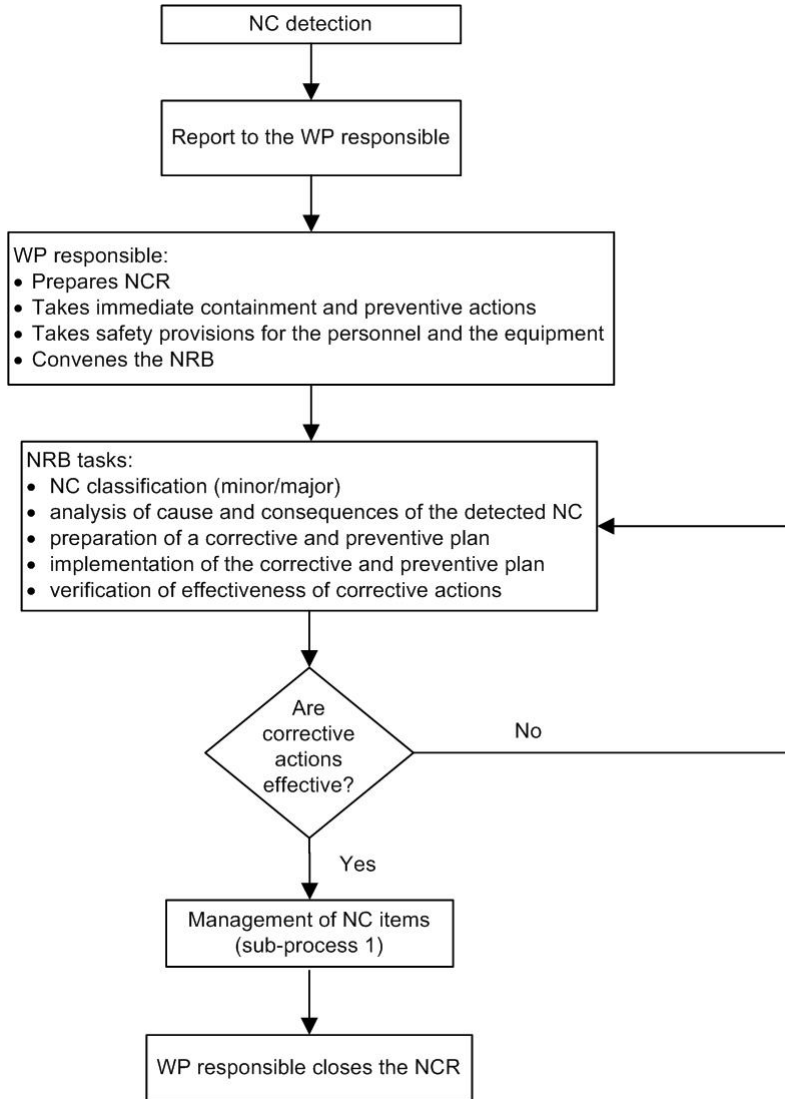 NC detection
Report to the WP responsible
WP responsible:
• Prepares NCR
• Takes immediate containment and preventive actions
• Takes safety provisions for the personnel and the equipment
• Convenes the NRB
NRB tasks:
• NC classification (minor/major)
• analysis of cause and consequences of the detected NC
• preparation of a corrective and preventive plan
• implementation of the corrective and preventive plan
• verification of effectiveness of corrective actions
Are
corrective
actions
effective?
No
Yes
Management of NC items
(sub-process 1)
WP responsible closes the NCR